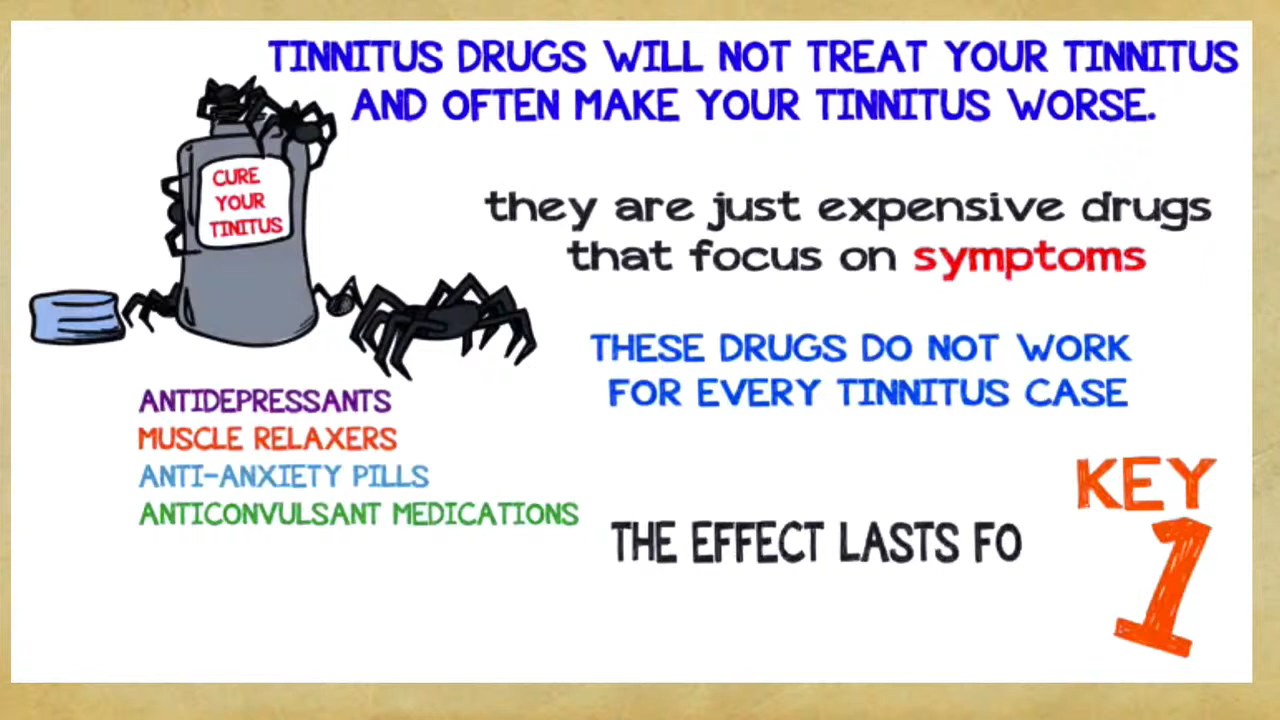 TINNITUS DRUGS WILL NOT TREAT YOUR TINNITUS
AND OFTEN MAKE YOUR TINNITUS WORSE.
CURE
YOUR
TINITUS
they are just expensive drugs
that focus on symptoms
THESE DRUGS DO NOT WORK
FOR EVERY TINNITUS CASE
ANTIDEPRESSANTS
MUSCLE RELAXERS
ANTI-ANXIETY PILLS
ANTICONVULSANT MEDICATIONS
THE EFFECT LASTS FO
KEY
1